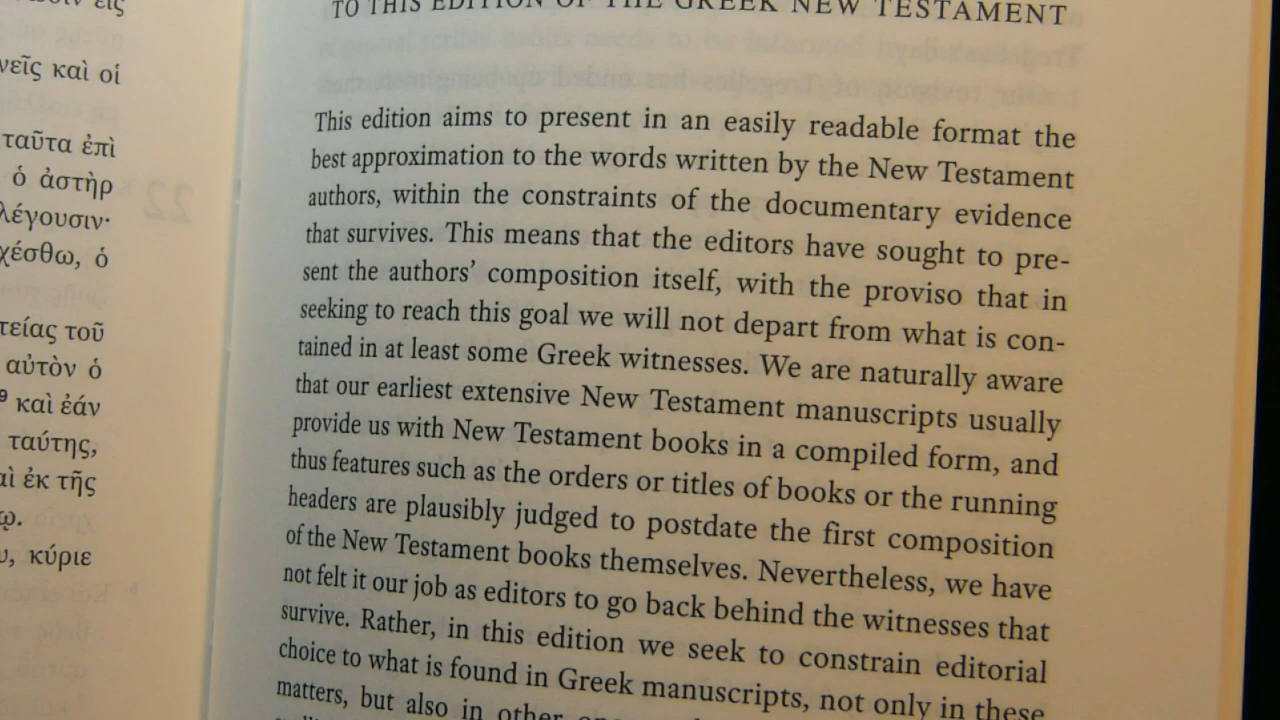 νεῖς καὶ οἱ
ταῦτα ἐπὶ
ὁ ἀστὴρ
λέγουσιν·
χέσθω, ὁ
τείας τοῦ
αὐτὸν ὁ
9 καὶ ἐάν
ταύτης,
αὶ ἐκ τῆς
ῳ.
υ, κύριε
TO THIS EDITION OF THE GREEK NEW TESTAMENT
This edition aims to present in an easily readable format the
best approximation to the words written by the New Testament
authors, within the constraints of the documentary evidence
that survives. This means that the editors have sought to pre-
sent the authors’ composition itself, with the proviso that in
seeking to reach this goal we will not depart from what is con-
tained in at least some Greek witnesses. We are naturally aware
that our earliest extensive New Testament manuscripts usually
provide us with New Testament books in a compiled form, and
thus features such as the orders or titles of books or the running
headers are plausibly judged to postdate the first composition
of the New Testament books themselves. Nevertheless, we have
not felt it our job as editors to go back behind the witnesses that
survive. Rather, in this edition we seek to constrain editorial
choice to what is found in Greek manuscripts, not only in these
matters, but also in other